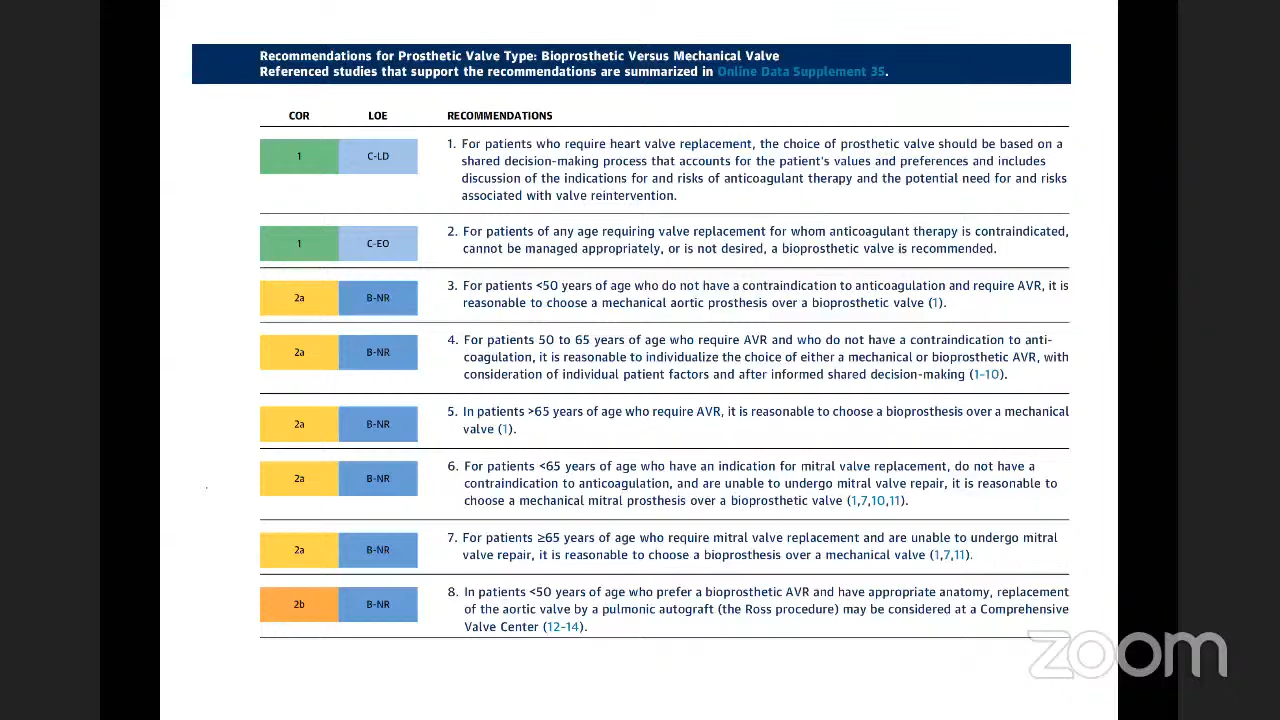 Recommendations for Prosthetic Valve Type: Bioprosthetic Versus Mechanical Valve
Referenced studies that support the recommendations are summarized in Online Data Supplement 35.
COR LOE RECOMMENDATIONS
1 C-LD 1. For patients who require heart valve replacement, the choice of prosthetic valve should be based on a
shared decision-making process that accounts for the patient's values and preferences and includes
discussion of the indications for and risks of anticoagulant therapy and the potential need for and risks
associated with valve reintervention.
1 C-EO 2. For patients of any age requiring valve replacement for whom anticoagulant therapy is contraindicated,
cannot be managed appropriately, or is not desired, a bioprosthetic valve is recommended.
2a B-NR 3. For patients <50 years of age who do not have a contraindication to anticoagulation and require AVR, it is
reasonable to choose a mechanical aortic prosthesis over a bioprosthetic valve (1).
2a B-NR 4. For patients 50 to 65 years of age who require AVR and who do not have a contraindication to anti-
coagulation, it is reasonable to individualize the choice of either a mechanical or bioprosthetic AVR, with
consideration of individual patient factors and after informed shared decision-making (1-10).
2a B-NR 5. In patients >65 years of age who require AVR, it is reasonable to choose a bioprosthesis over a mechanical
valve (1).
2a B-NR 6. For patients <65 years of age who have an indication for mitral valve replacement, do not have a
contraindication to anticoagulation, and are unable to undergo mitral valve repair, it is reasonable to
choose a mechanical mitral prosthesis over a bioprosthetic valve (1,7,10,11).
2a B-NR 7. For patients ≥65 years of age who require mitral valve replacement and are unable to undergo mitral
valve repair, it is reasonable to choose a bioprosthesis over a mechanical valve (1,7,11).
2b B-NR 8. In patients <50 years of age who prefer a bioprosthetic AVR and have appropriate anatomy, replacement
of the aortic valve by a pulmonic autograft (the Ross procedure) may be considered at a Comprehensive
Valve Center (12-14).
zoom